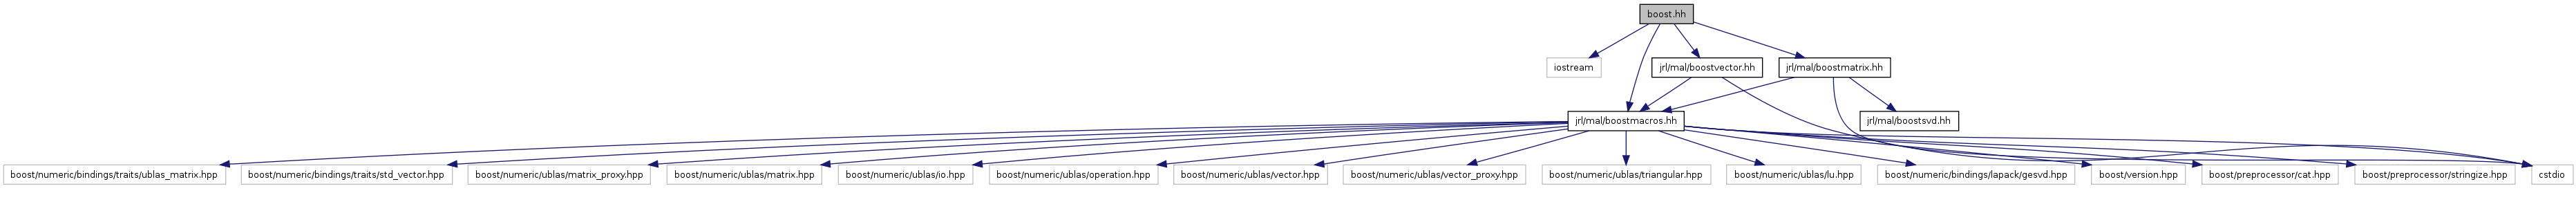 boost.hh
iostream
jrl/mal/boostvector.hh
jrl/mal/boostmatrix.hh
jrl/mal/boostmacros.hh
jrl/mal/boostsvd.hh
boost/numeric/bindings/traits/ublas_matrix.hpp
boost/numeric/bindings/traits/std_vector.hpp
boost/numeric/ublas/matrix_proxy.hpp
boost/numeric/ublas/matrix.hpp
boost/numeric/ublas/io.hpp
boost/numeric/ublas/operation.hpp
boost/numeric/ublas/vector.hpp
boost/numeric/ublas/vector_proxy.hpp
boost/numeric/ublas/triangular.hpp
boost/numeric/ublas/lu.hpp
boost/numeric/bindings/lapack/gesvd.hpp
boost/version.hpp
boost/preprocessor/cat.hpp
boost/preprocessor/stringize.hpp
cstdio